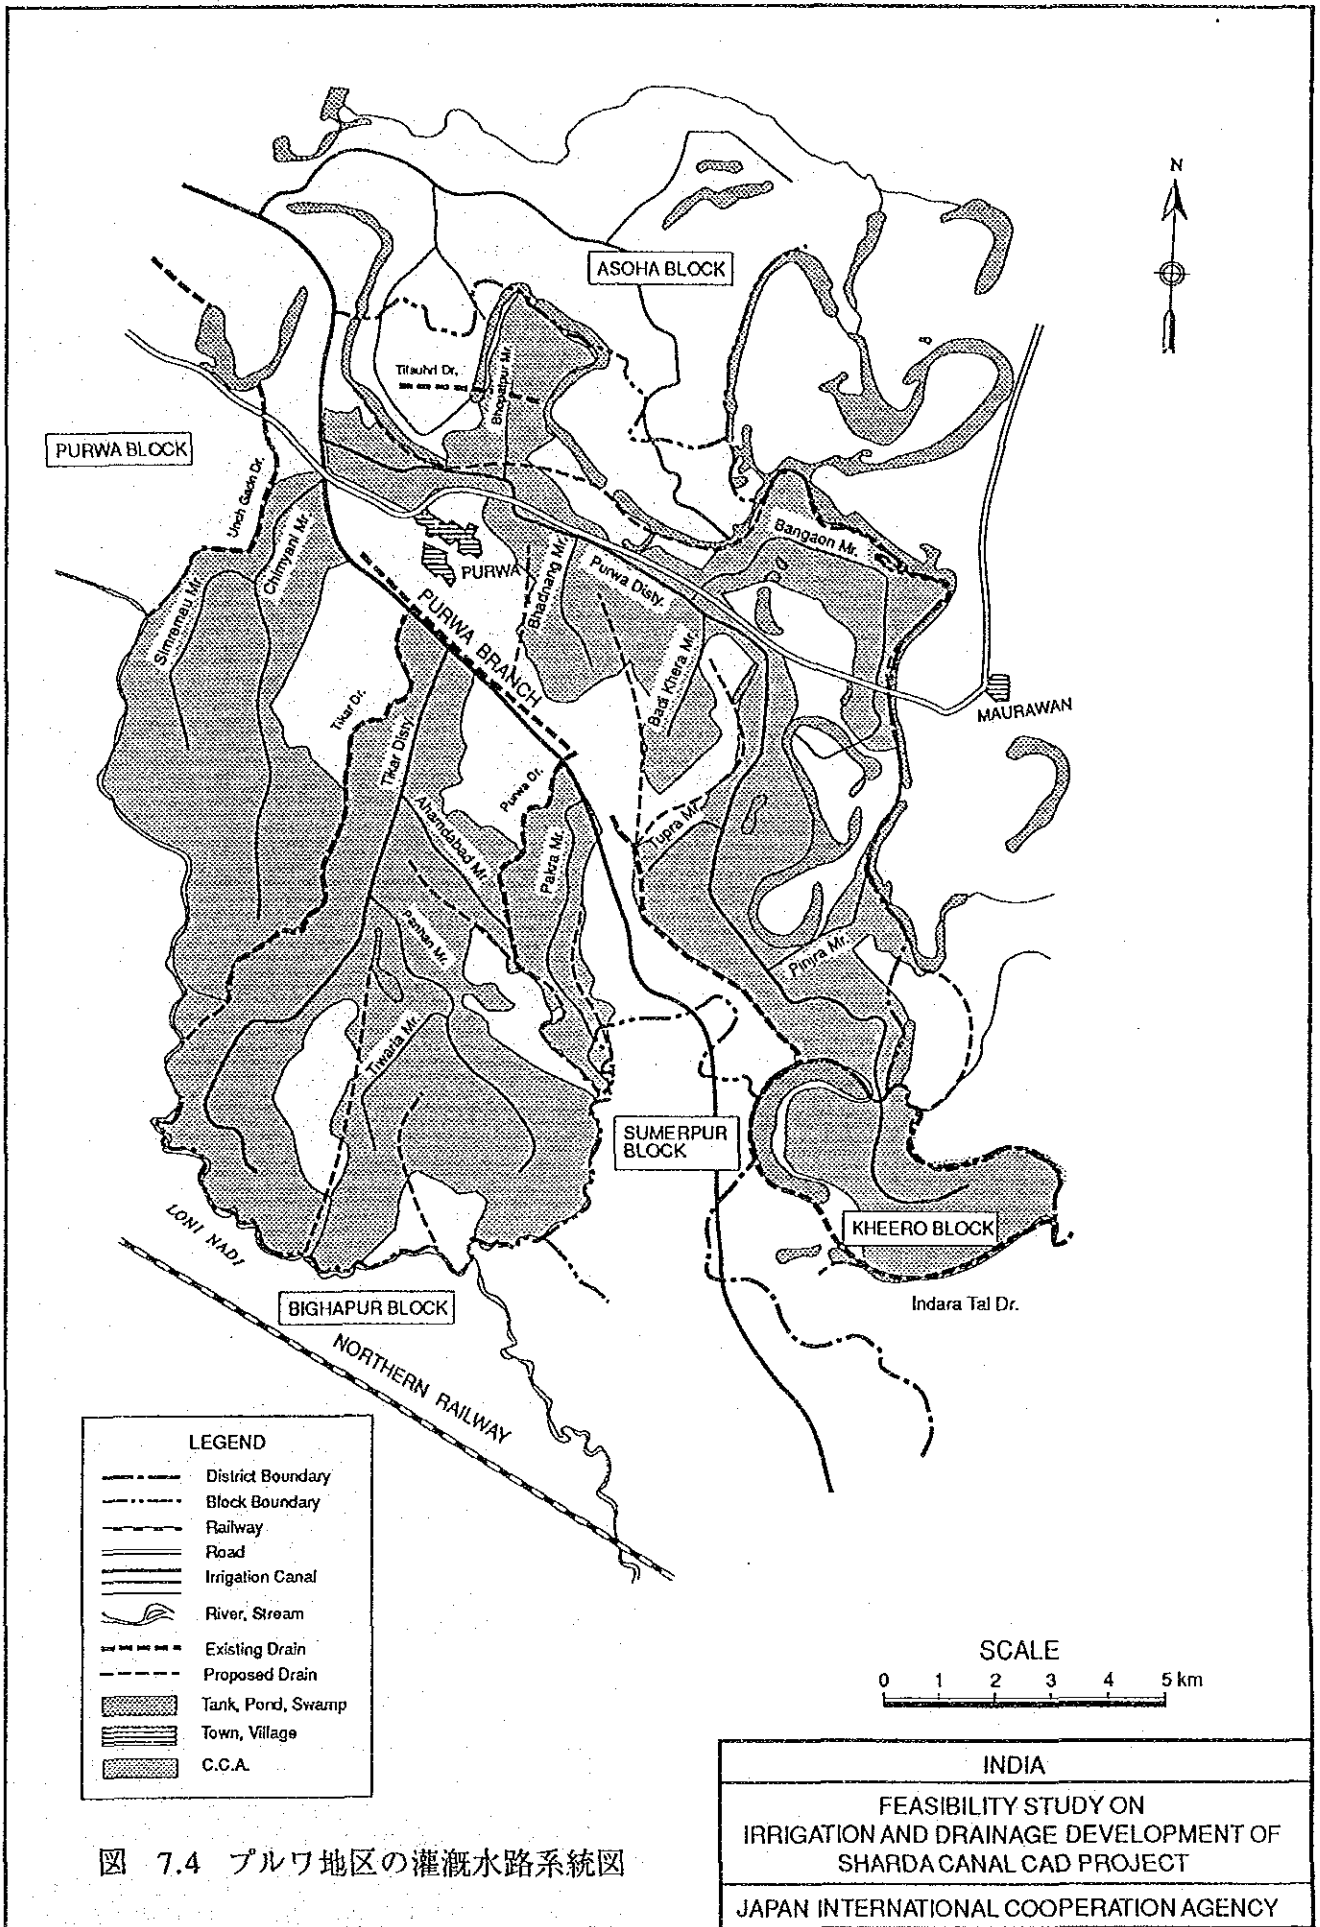 N
ASOHA BLOCK
Tilauhri Dr.
Bhogatpur Mr.
PURWA BLOCK
Unch Gaon Dr.
Chimyani Mr.
Simremau Mr.
PURWA
PURWA BRANCH
Bhadnang Mr.
Purwa Disty.
Bangaon Mr.
Badi Khera Mr.
MAURAWAN
Tikar Dr.
Tikar Disty
Purwa Dr.
Ahamdabad Mr.
Pakra Mr.
Tupra Mr.
Panhan Mr.
Pinira Mr.
Tiwaria Mr.
SUMERPUR
BLOCK
KHEERO BLOCK
LONI NADI
Indara Tal Dr.
BIGHAPUR BLOCK
NORTHERN RAILWAY
LEGEND
District Boundary
Block Boundary
Railway
Road
Irrigation Canal
River, Stream
Existing Drain
Proposed Drain
Tank, Pond, Swamp
Town, Village
C.C.A.
SCALE
0 1 2 3 4 5 km
図 7.4 プルワ地区の灌漑水路系統図
INDIA
FEASIBILITY STUDY ON
IRRIGATION AND DRAINAGE DEVELOPMENT OF
SHARDA CANAL CAD PROJECT
JAPAN INTERNATIONAL COOPERATION AGENCY